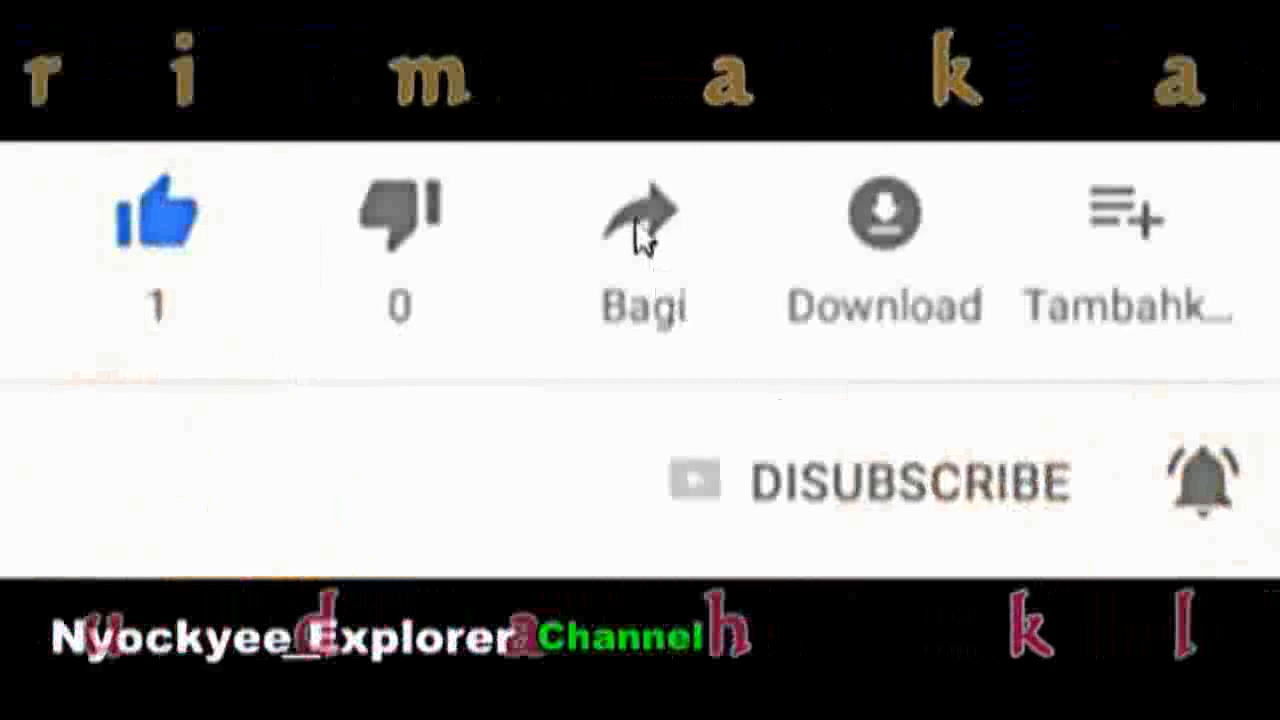 r i m a k a
1 0 Bagi Download Tambahk...
DISUBSCRIBE
u d a h k l
Nyockyee_Explorer Channel